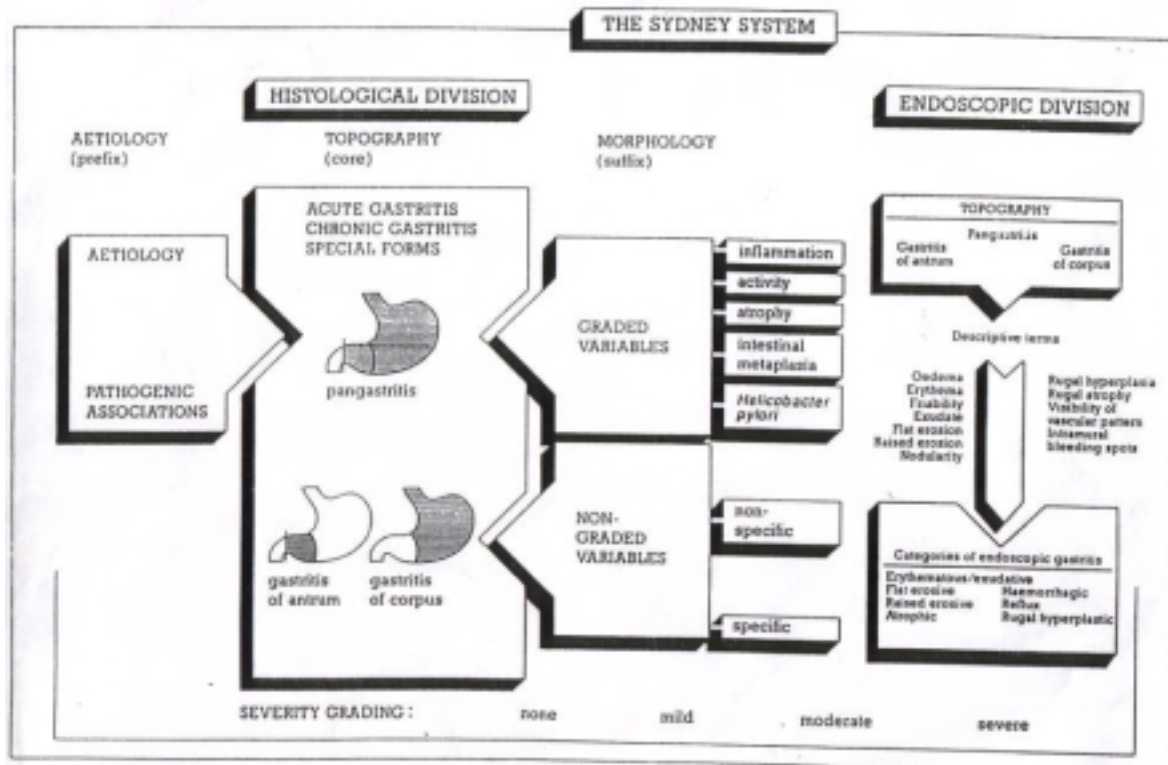 THE SYDNEY SYSTEM
HISTOLOGICAL DIVISION
ENDOSCOPIC DIVISION
AETIOLOGY
(prefix)
TOPOGRAPHY
(core)
MORPHOLOGY
(suffix)
AETIOLOGY
PATHOGENIC
ASSOCIATIONS
ACUTE GASTRITIS
CHRONIC GASTRITIS
SPECIAL FORMS
pangastritis
gastritis
of antrum
gastritis
of corpus
GRADED
VARIABLES
inflammation
activity
atrophy
intestinal
metaplazia
Helicobacter
pylori
NON-
GRADED
VARIABLES
non-
specific
specific
TOPOGRAPHY
Pangastritis
Gastritis
of antrum
Gastritis
of corpus
Descriptive terms
Oedema
Erythema
Friability
Exudate
Flat erosion
Raised erosion
Nodularity
Rugal hyperplasia
Rugal atrophy
Visibility of
vascular pattern
Intramural
bleeding spots
Categories of endoscopic gastritis
Erythematous/exudative
Flat erosive
Raised erosive
Atrophic
Haemorrhagic
Reflux
Rugal hyperplastic
SEVERITY GRADING :
none
mild
moderate
severe